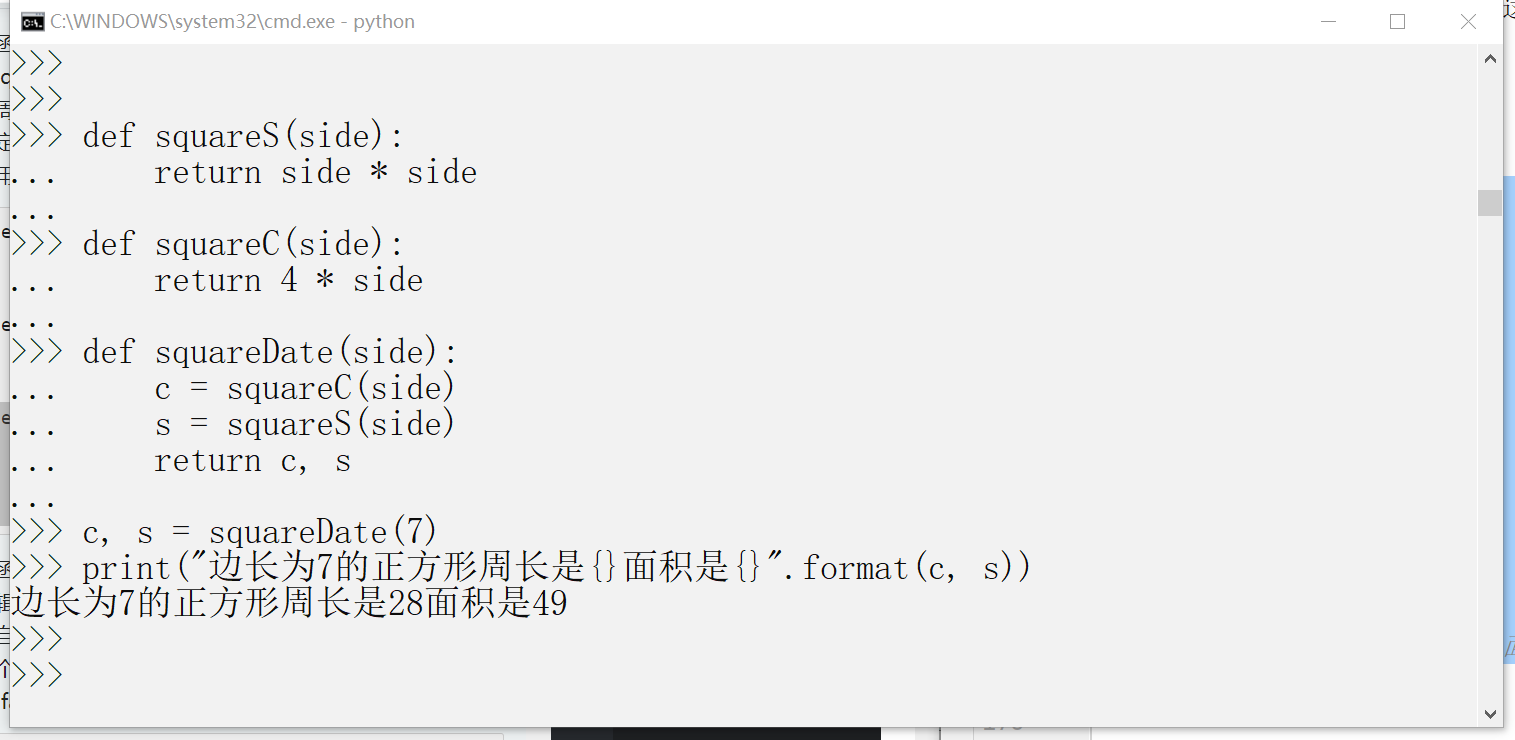 C:\WINDOWS\system32\cmd.exe - python
>>>
>>>
>>> def squareS(side):
...     return side * side
...
>>> def squareC(side):
...     return 4 * side
...
>>> def squareDate(side):
...     c = squareC(side)
...     s = squareS(side)
...     return c, s
...
>>> c, s = squareDate(7)
>>> print("边长为7的正方形周长是{}面积是{}".format(c, s))
边长为7的正方形周长是28面积是49
>>>
>>>